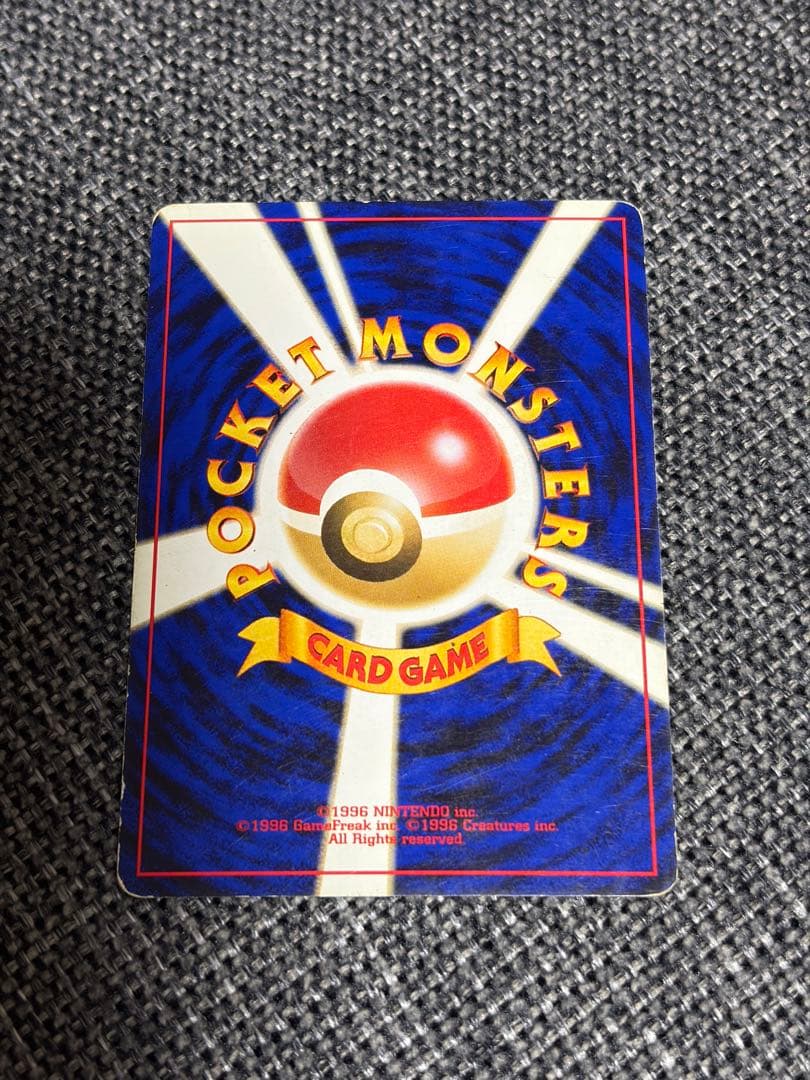 POCKET MONSTERS
CARD GAME
©1996 NINTENDO inc.
©1996 GameFreak inc. ©1996 Creatures inc.
All Rights reserved.